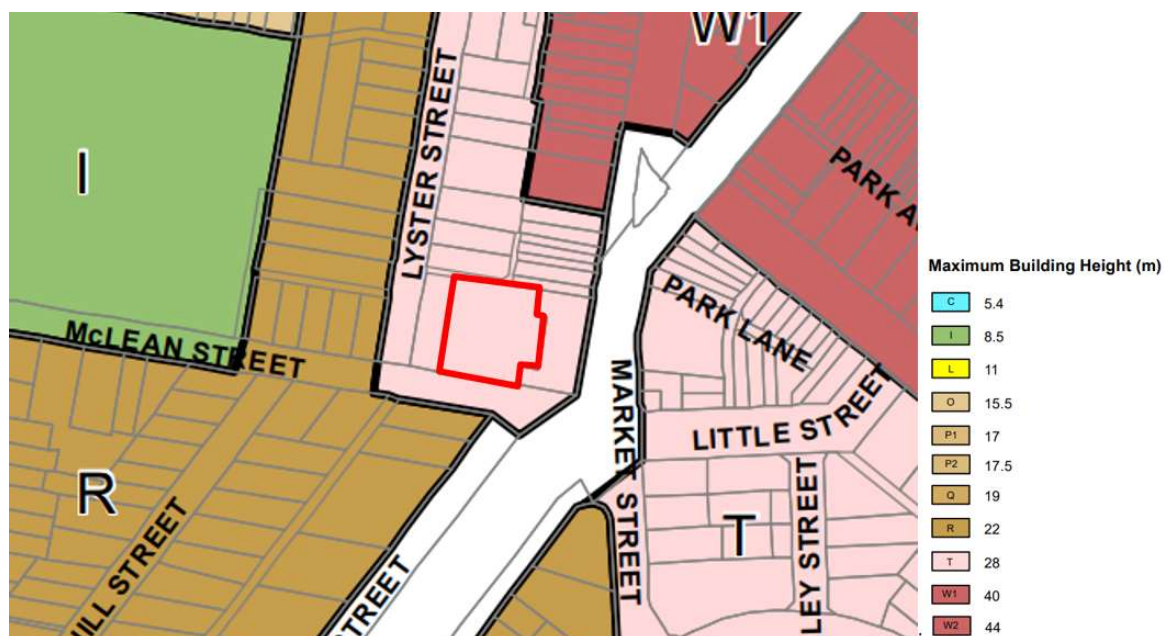 W1
LYSTER STREET
I
PARK A
McLEAN STREET
PARK LANE
MARKET STREET
LITTLE STREET
R
HILL STREET
STREET
T
LEY STREET
Maximum Building Height (m)
C 5.4
I 8.5
L 11
O 15.5
P1 17
P2 17.5
Q 19
R 22
T 28
W1 40
W2 44